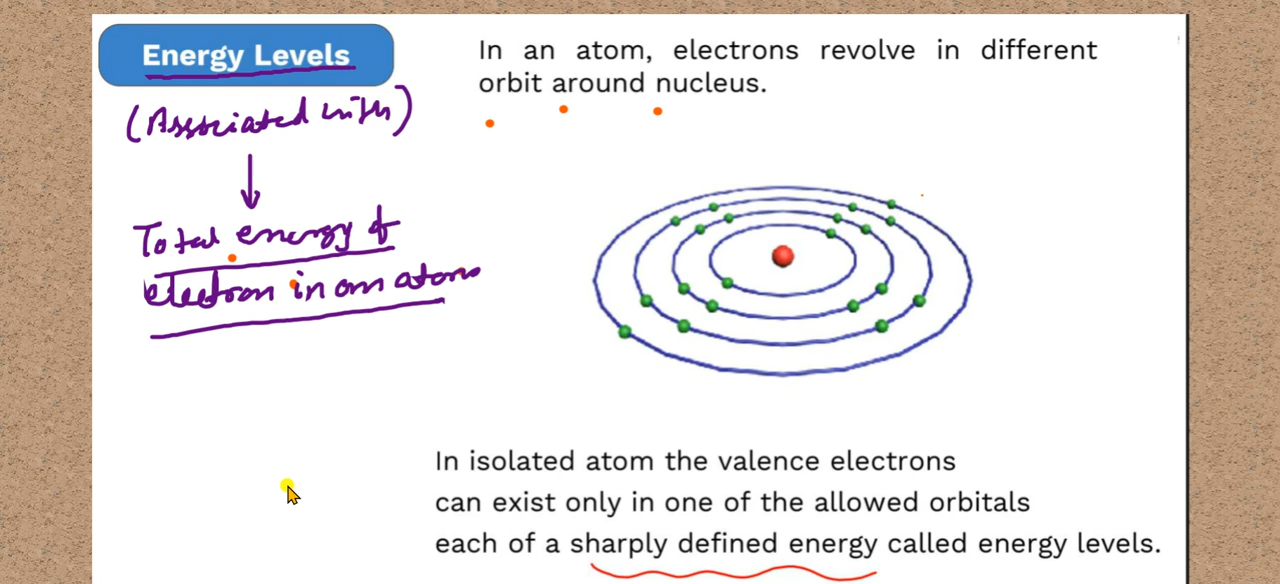 Energy Levels
(Associated with)
Total energy of
electron in an atom
In an atom, electrons revolve in different
orbit around nucleus.
In isolated atom the valence electrons
can exist only in one of the allowed orbitals
each of a sharply defined energy called energy levels.